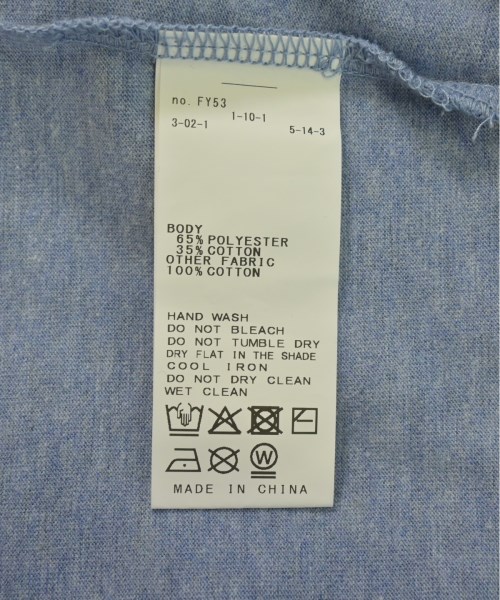 no. FY53
1-10-1
3-02-1 5-14-3
BODY
65% POLYESTER
35% COTTON
OTHER FABRIC
100% COTTON
HAND WASH
DO NOT BLEACH
DO NOT TUMBLE DRY
DRY FLAT IN THE SHADE
COOL IRON
DO NOT DRY CLEAN
WET CLEAN
W
MADE IN CHINA